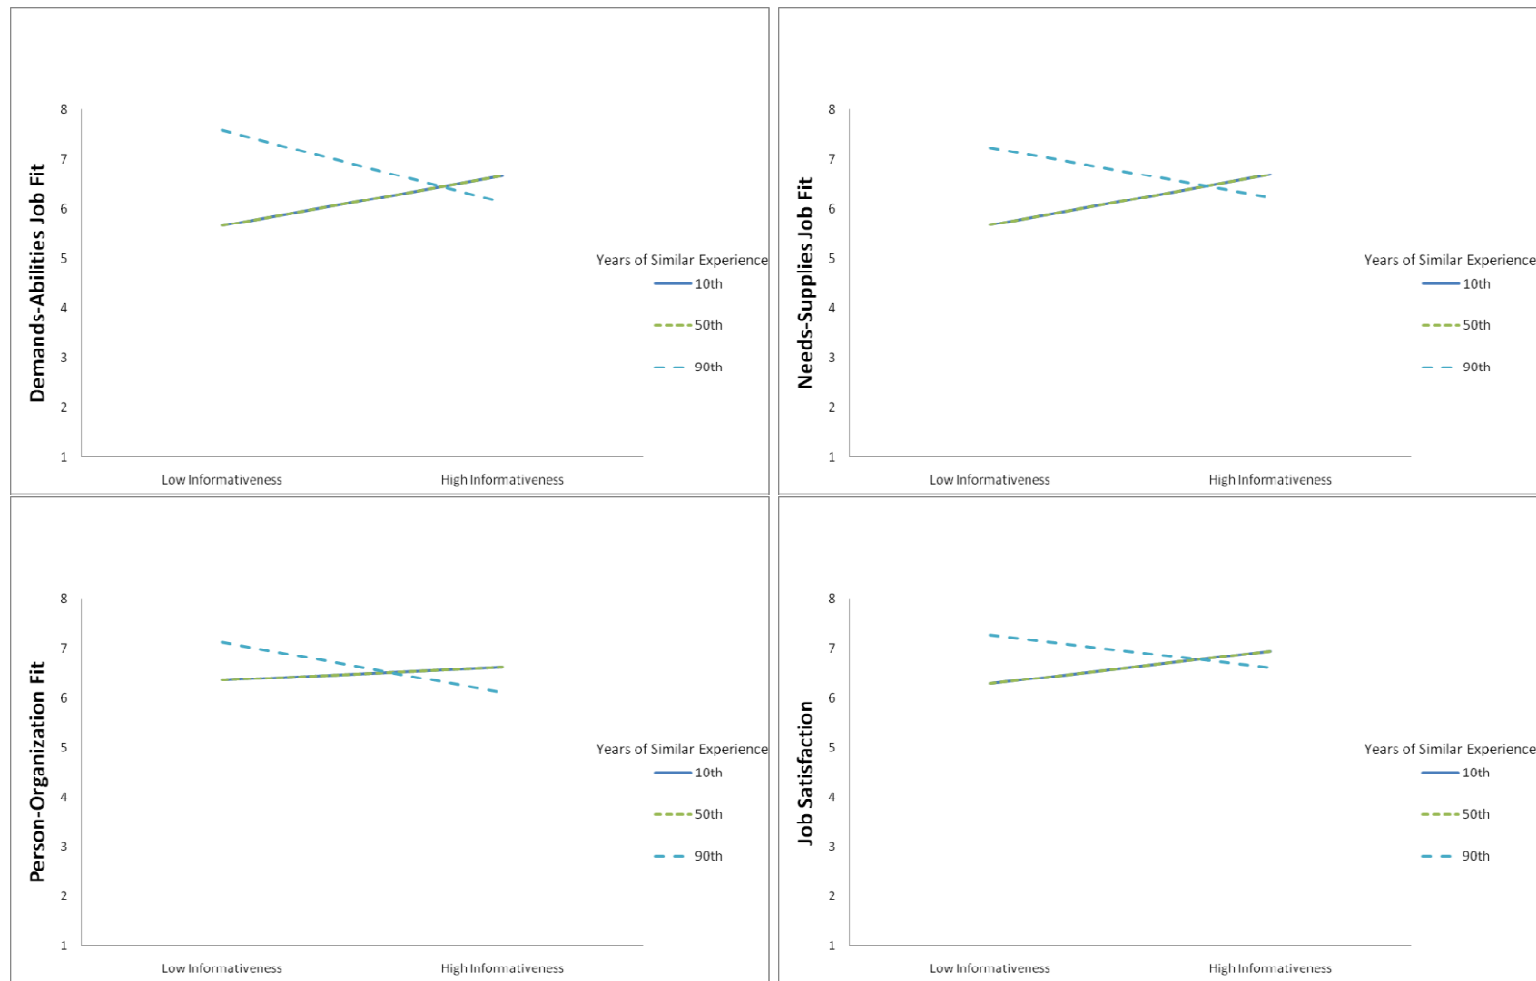 Demands-Abilities Job Fit
8
7
6
5
4
3
2
1
Low Informativeness
High Informativeness
Years of Similar Experience
10th
50th
90th
Needs-Supplies Job Fit
8
7
6
5
4
3
2
1
Low Informativeness
High Informativeness
Years of Similar Experience
10th
50th
90th
Person-Organization Fit
8
7
6
5
4
3
2
1
Low Informativeness
High Informativeness
Years of Similar Experience
10th
50th
90th
Job Satisfaction
8
7
6
5
4
3
2
1
Low Informativeness
High Informativeness
Years of Similar Experience
10th
50th
90th